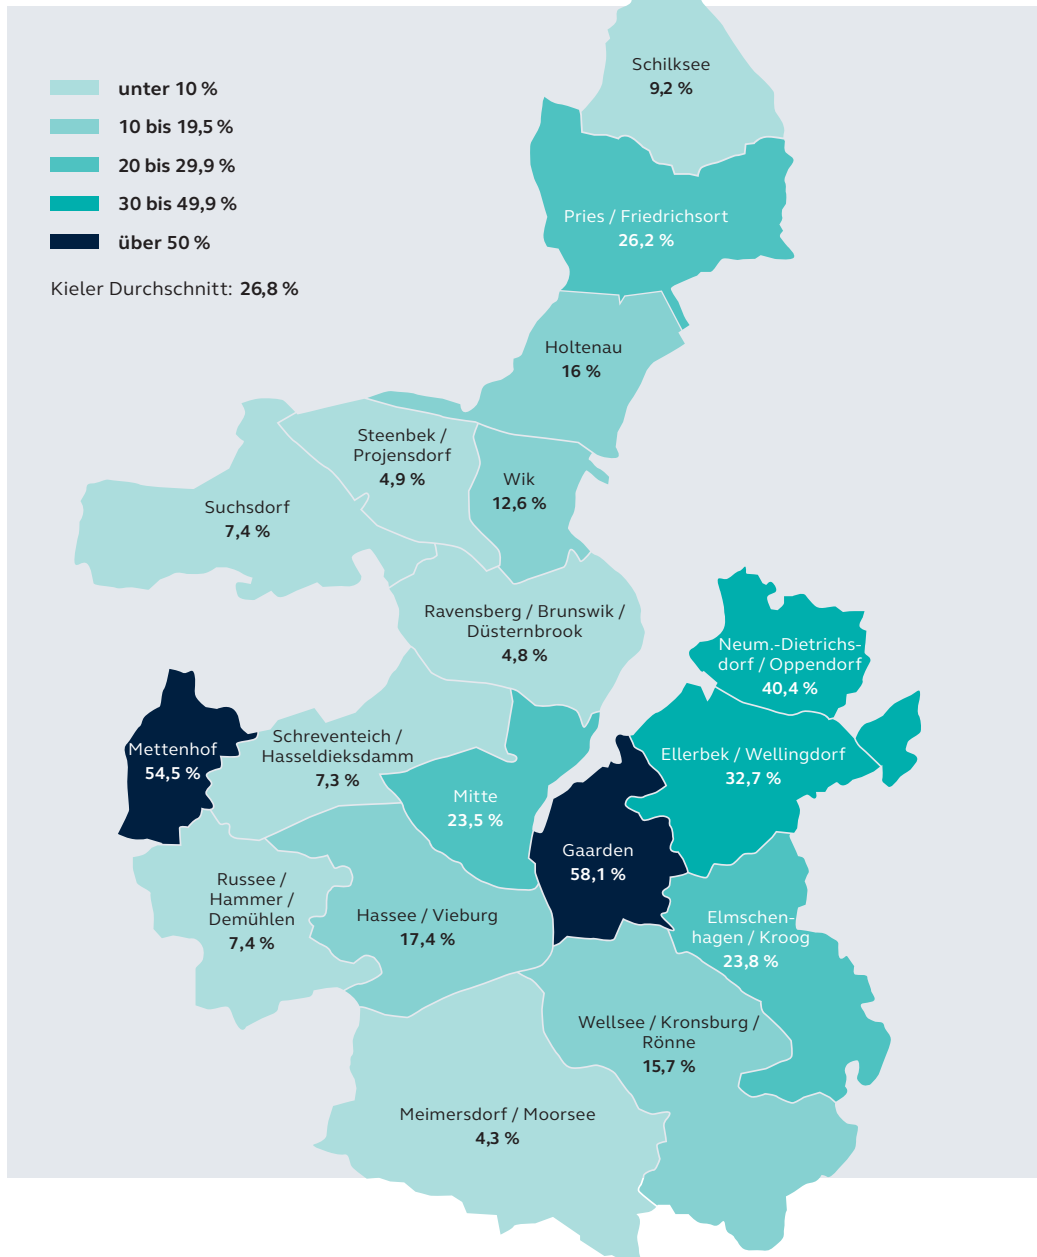 unter 10 %
10 bis 19,5 %
20 bis 29,9 %
30 bis 49,9 %
über 50 %
Kieler Durchschnitt: 26,8 %
Schilksee
9,2 %
Pries / Friedrichsort
26,2 %
Holtenau
16 %
Steenbek /
Projensdorf
4,9 %
Wik
12,6 %
Suchsdorf
7,4 %
Ravensberg / Brunswik /
Düsternbrook
4,8 %
Neum.-Dietrichs-
dorf / Oppendorf
40,4 %
Mettenhof
54,5 %
Schreventeich /
Hasseldieksdamm
7,3 %
Ellerbek / Wellingdorf
32,7 %
Mitte
23,5 %
Gaarden
58,1 %
Russee /
Hammer /
Demühlen
7,4 %
Hassee / Vieburg
17,4 %
Elmschen-
hagen / Kroog
23,8 %
Wellsee / Kronsburg /
Rönne
15,7 %
Meimersdorf / Moorsee
4,3 %